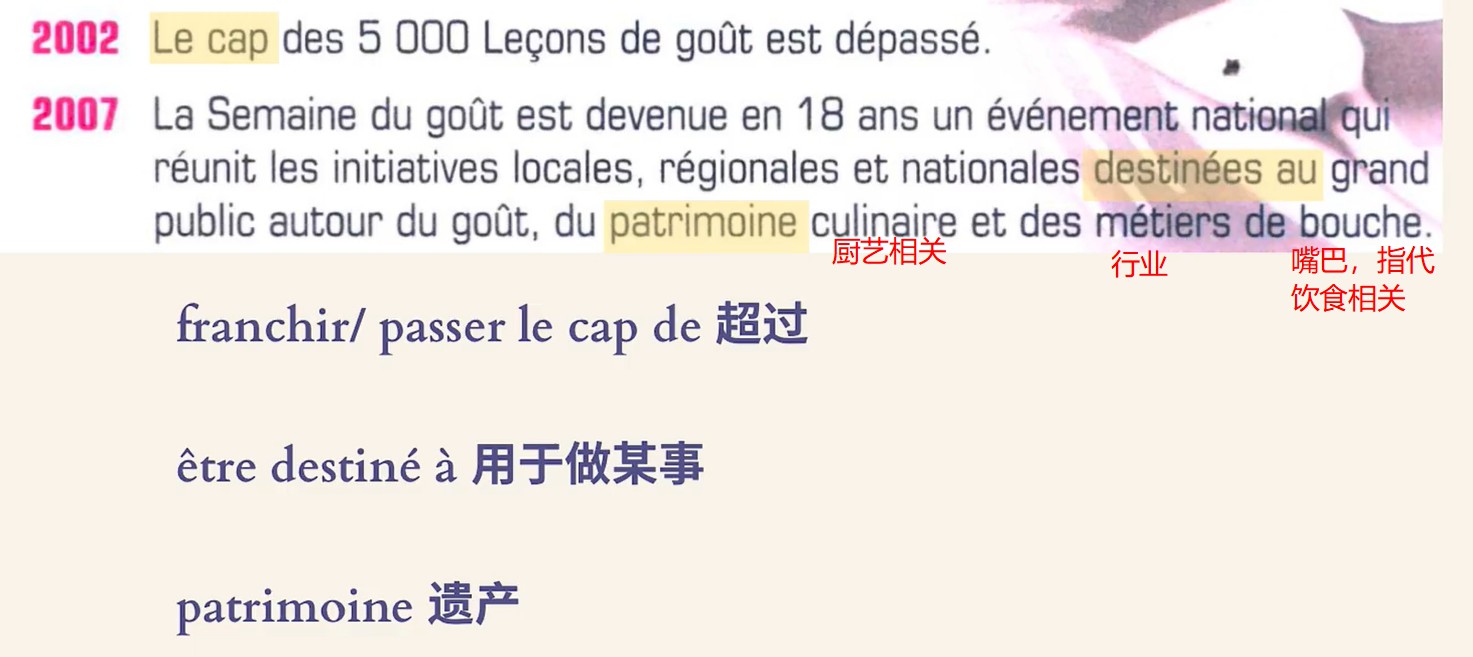 2002 Le cap des 5 000 Leçons de goût est dépassé.
2007 La Semaine du goût est devenue en 18 ans un événement national qui
réunit les initiatives locales, régionales et nationales destinées au grand
public autour du goût, du patrimoine culinaire et des métiers de bouche.
厨艺相关
行业
嘴巴，指代
饮食相关
franchir/ passer le cap de 超过
être destiné à 用于做某事
patrimoine 遗产